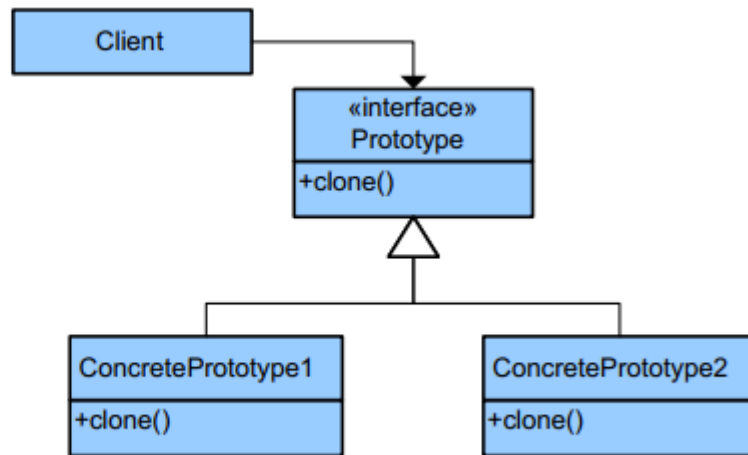 Client
«interface»
Prototype
+clone()
ConcretePrototype1
+clone()
ConcretePrototype2
+clone()